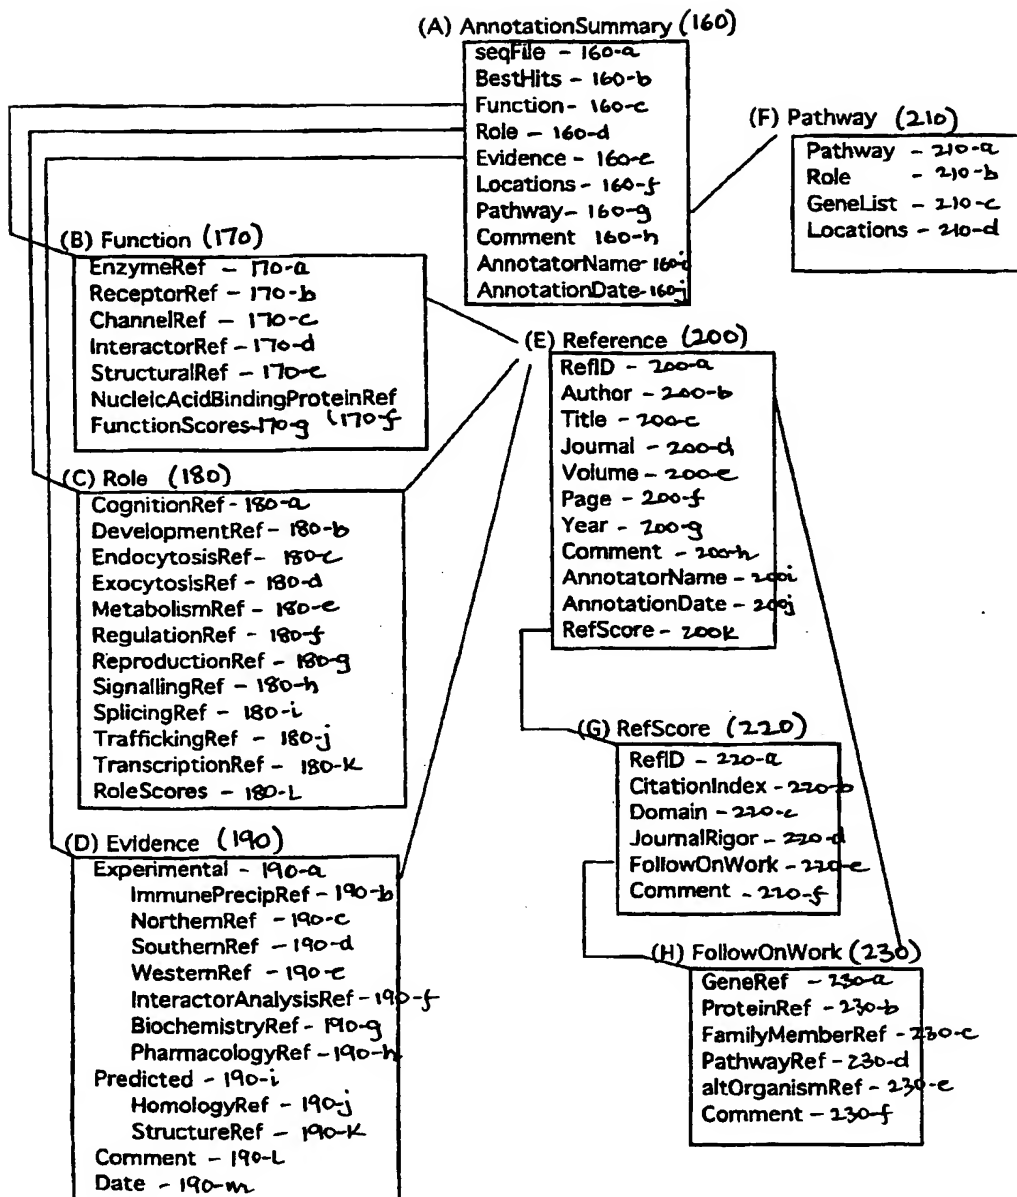 (A) AnnotationSummary (160)
seqFile - 160-a
BestHits - 160-b
Function - 160-c
Role - 160-d
Evidence - 160-e
Locations - 160-f
Pathway - 160-g
Comment 160-h
AnnotatorName - 160-i
AnnotationDate - 160j
(F) Pathway (210)
Pathway - 210-a
Role - 210-b
GeneList - 210-c
Locations - 210-d
(B) Function (170)
EnzymeRef - 170-a
ReceptorRef - 170-b
ChannelRef - 170-c
InteractorRef - 170-d
StructuralRef - 170-e
NucleicAcidBindingProteinRef
FunctionScores - 170-g (170-f
(E) Reference (200)
RefID - 200-a
Author - 200-b
Title - 200-c
Journal - 200-d
Volume - 200-e
Page - 200-f
Year - 200-g
Comment - 200-h
AnnotatorName - 200i
AnnotationDate - 200j
RefScore - 200K
(C) Role (180)
CognitionRef - 180-a
DevelopmentRef - 180-b
EndocytosisRef - 180-c
ExocytosisRef - 180-d
MetabolismRef - 180-e
RegulationRef - 180-f
ReproductionRef - 180-g
SignallingRef - 180-h
SplicingRef - 180-i
TraffickingRef - 180-j
TranscriptionRef - 180-K
RoleScores - 180-L
(G) RefScore (220)
RefID - 220-a
CitationIndex - 220-b
Domain - 220-c
JournalRigor - 220-d
FollowOnWork - 220-e
Comment - 220-f
(D) Evidence (190)
Experimental - 190-a
ImmunePrecipRef - 190-b
NorthernRef - 190-c
SouthernRef - 190-d
WesternRef - 190-e
InteractorAnalysisRef - 190-f
BiochemistryRef - 190-g
PharmacologyRef - 190-h
Predicted - 190-i
HomologyRef - 190-j
StructureRef - 190-K
Comment - 190-L
Date - 190-m
(H) FollowOnWork (230)
GeneRef - 230-a
ProteinRef - 230-b
FamilyMemberRef - 230-c
PathwayRef - 230-d
altOrganismRef - 230-e
Comment - 230-f